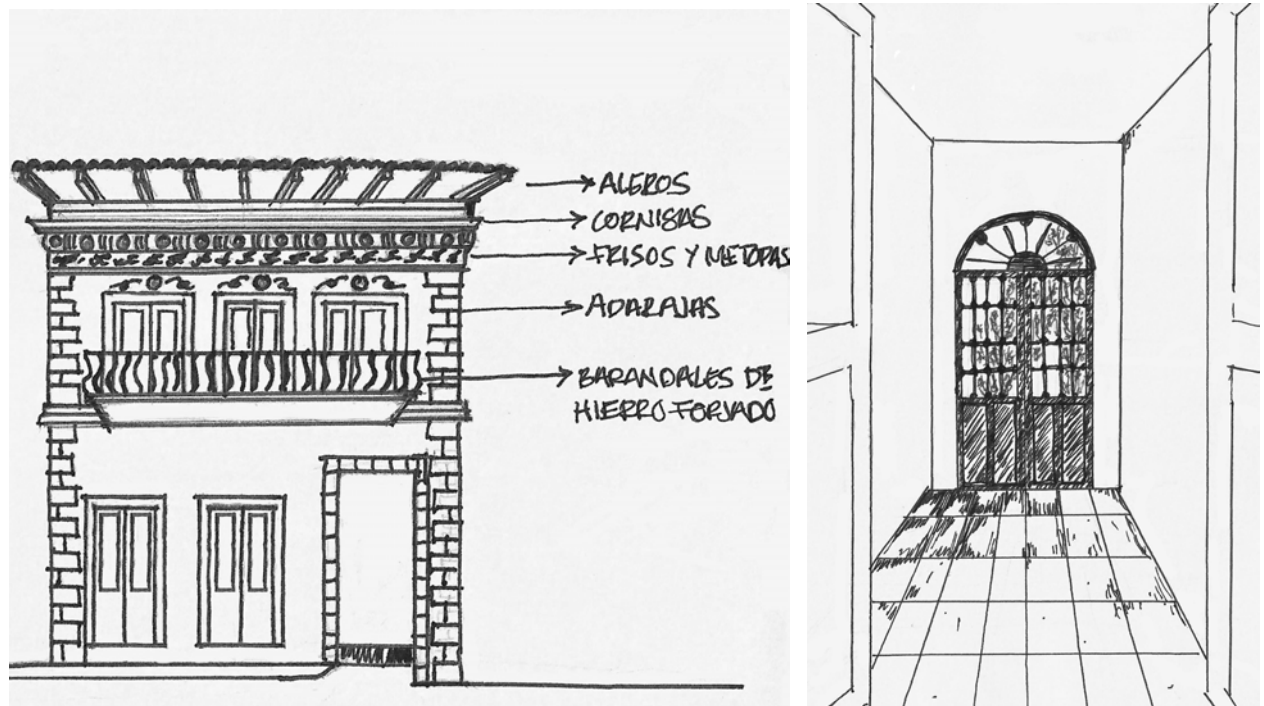 ALEROS
CORNISAS
FRISOS Y METOPAS
ADARAJAS
BARANDALES DE
HIERRO FORJADO